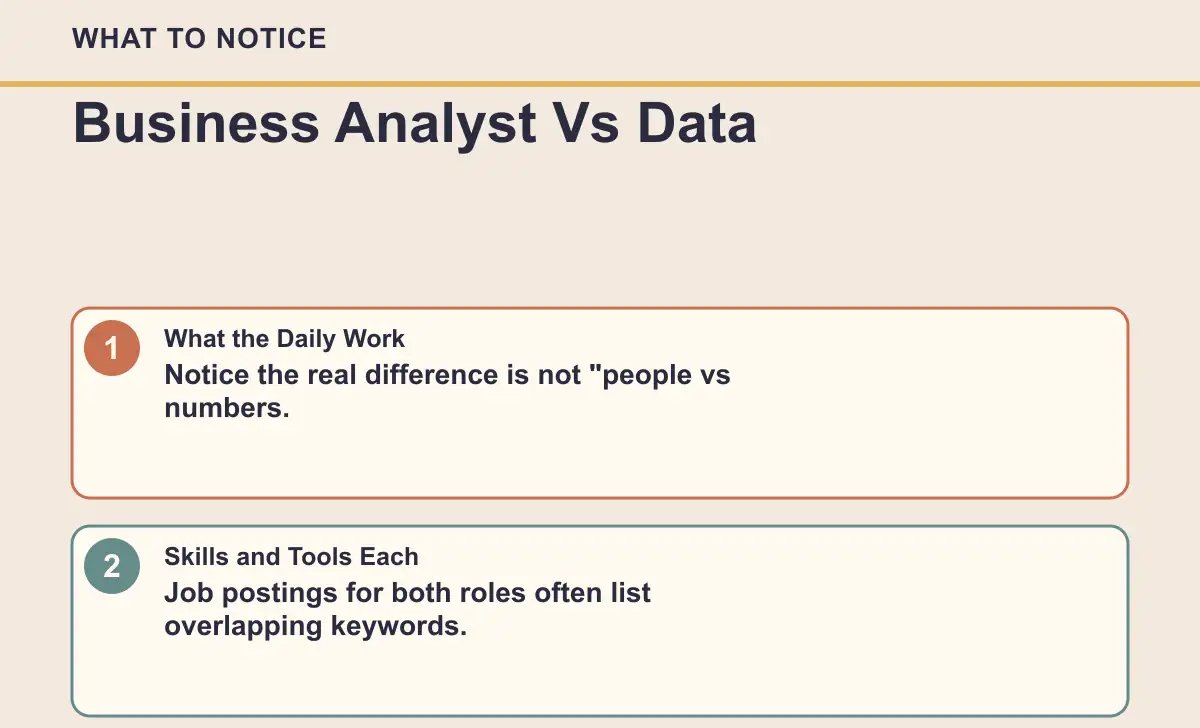 WHAT TO NOTICE
Business Analyst Vs Data
1
What the Daily Work
Notice the real difference is not "people vs
numbers.
2
Skills and Tools Each
Job postings for both roles often list
overlapping keywords.